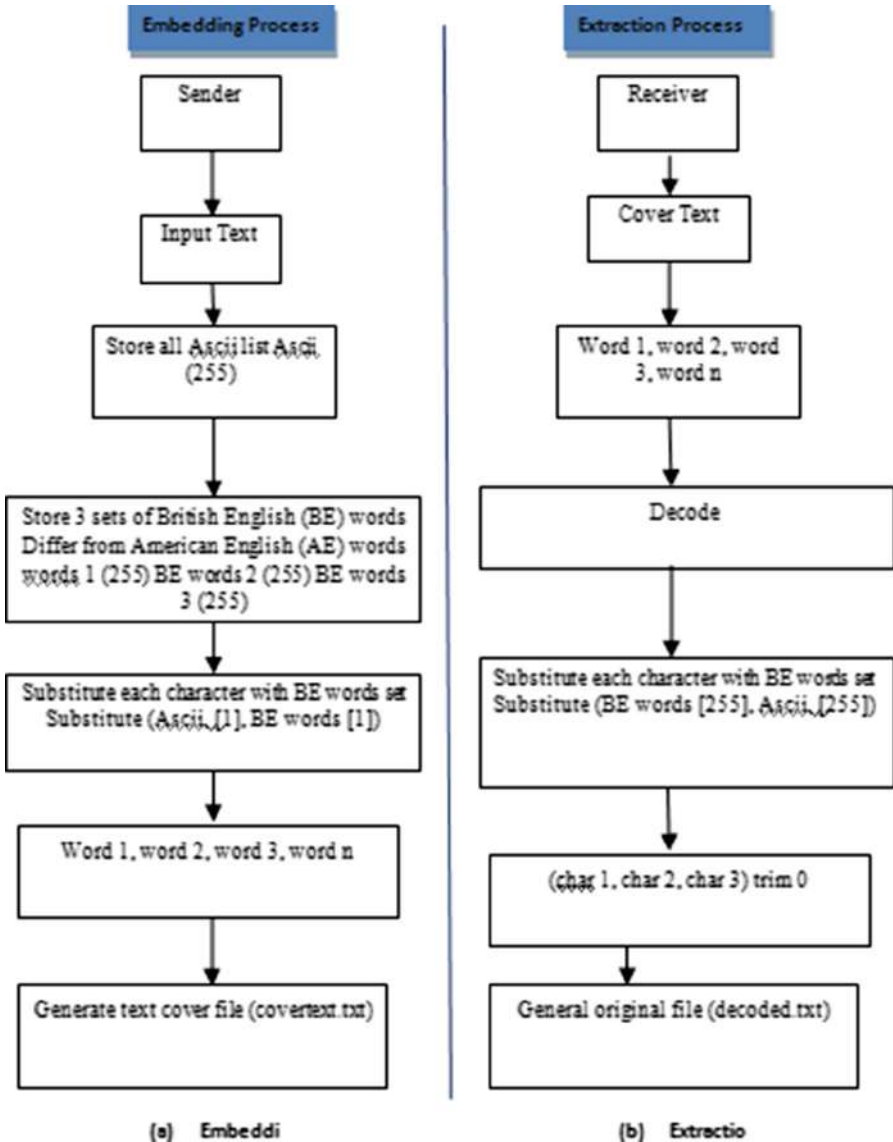 Embedding Process
Sender
Input Text
Store all Ascii list Ascii
(255)
Store 3 sets of British English (BE) words
Differ from American English (AE) words
words 1 (255) BE words 2 (255) BE words
3 (255)
Substitute each character with BE words set
Substitute (Ascii, [1], BE words [1])
Word 1, word 2, word 3, word n
Generate text cover file (covertext.txt)
(a) Embeddi
Extraction Process
Receiver
Cover Text
Word 1, word 2, word
3, word n
Decode
Substitute each character with BE words set
Substitute (BE words [255], Ascii, [255])
(char 1, char 2, char 3) trim 0
General original file (decoded.txt)
(b) Extractio